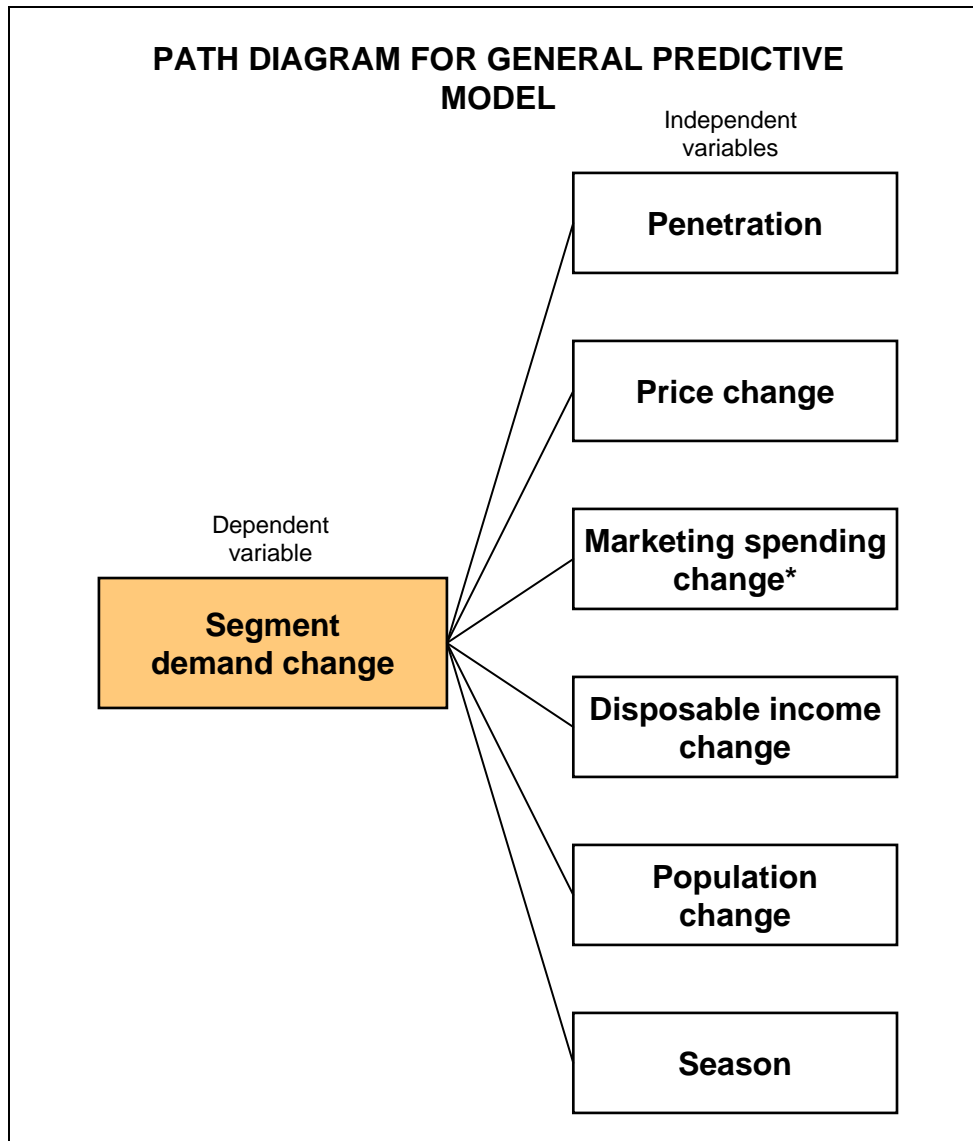 PATH DIAGRAM FOR GENERAL PREDICTIVE
MODEL
Independent
variables
Penetration
Price change
Marketing spending
change*
Dependent
variable
Segment
demand change
Disposable income
change
Population
change
Season